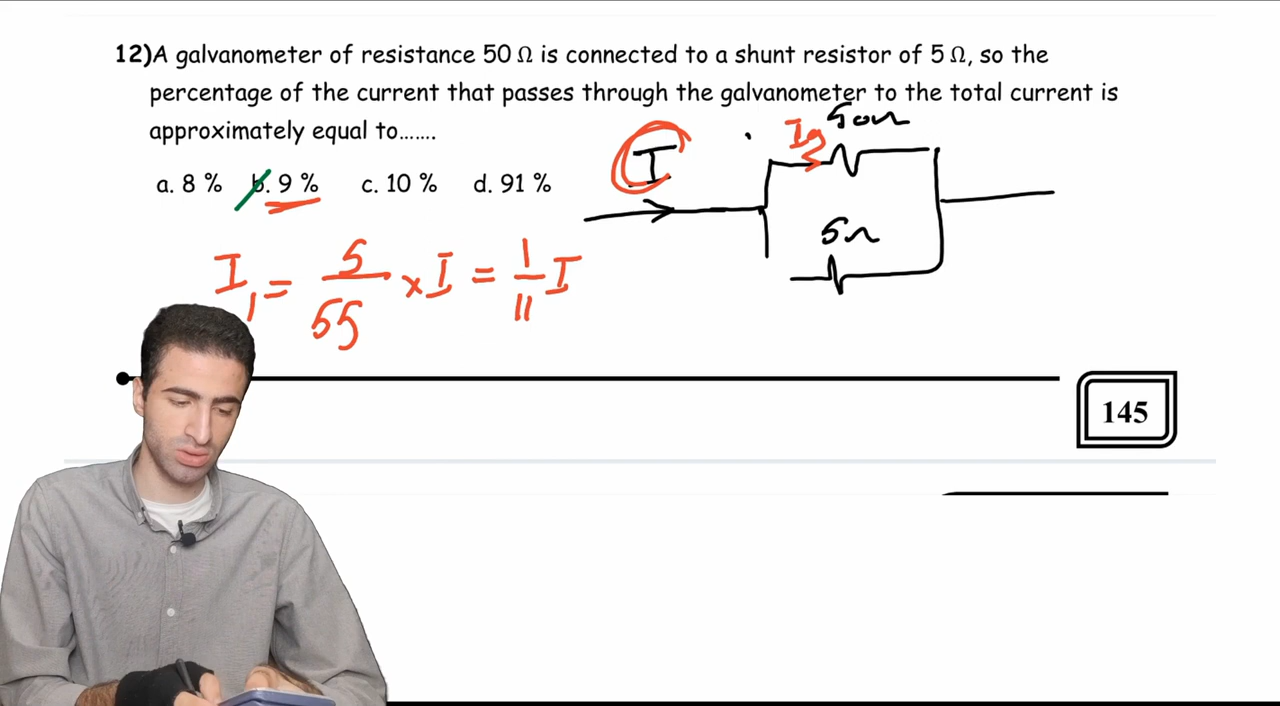 12)A galvanometer of resistance 50 Ω is connected to a shunt resistor of 5 Ω, so the
percentage of the current that passes through the galvanometer to the total current is
approximately equal to.......
a. 8 % b. 9 % c. 10 % d. 91 %
I
Ig
50Ω
5Ω
I₁ = 5/55 × I = 1/11 I
145